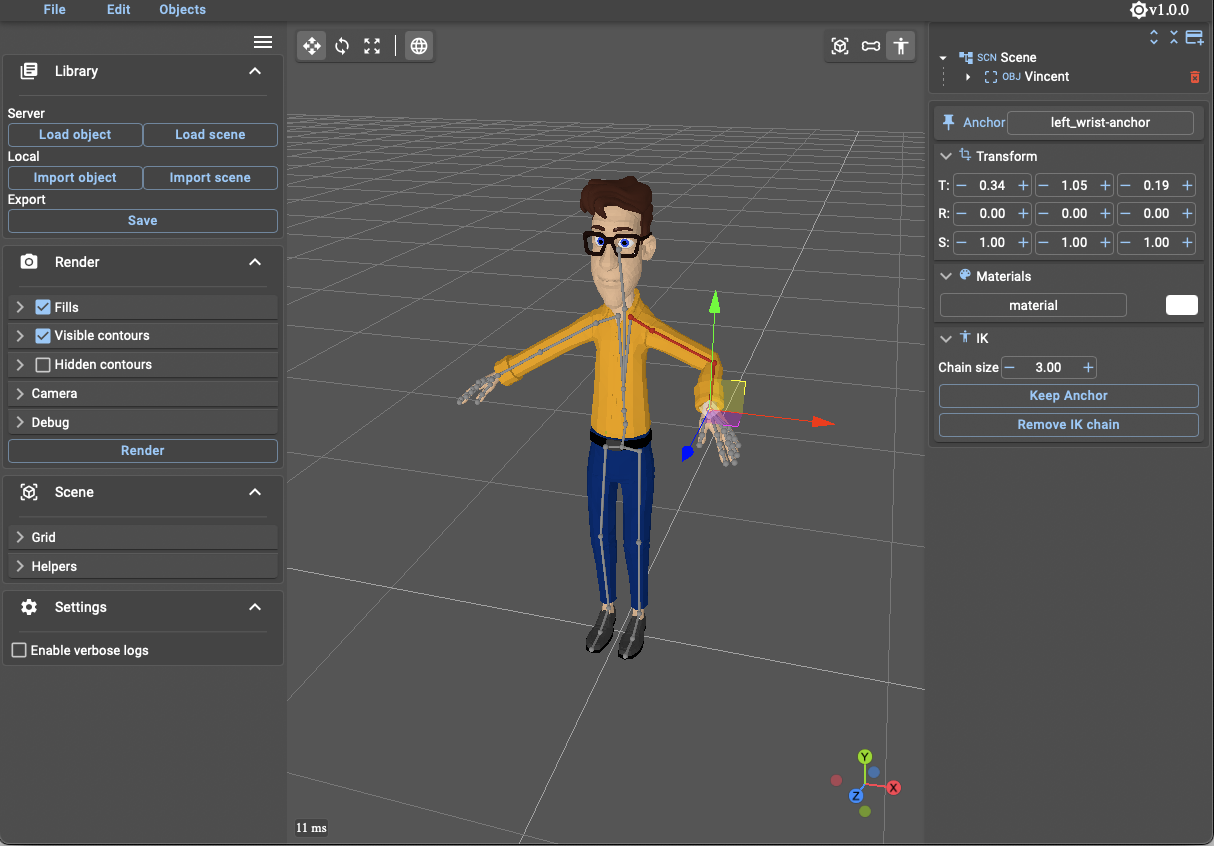 File Edit Objects
v1.0.0
Library
Server
Load object Load scene
Local
Import object Import scene
Export
Save
Render
Fills
Visible contours
Hidden contours
Camera
Debug
Render
Scene
Grid
Helpers
Settings
Enable verbose logs
11 ms
Y
X
Z
SCN Scene
OBJ Vincent
Anchor left_wrist-anchor
Transform
T: − 0.34 + − 1.05 + − 0.19 +
R: − 0.00 + − 0.00 + − 0.00 +
S: − 1.00 + − 1.00 + − 1.00 +
Materials
material
IK
Chain size − 3.00 +
Keep Anchor
Remove IK chain